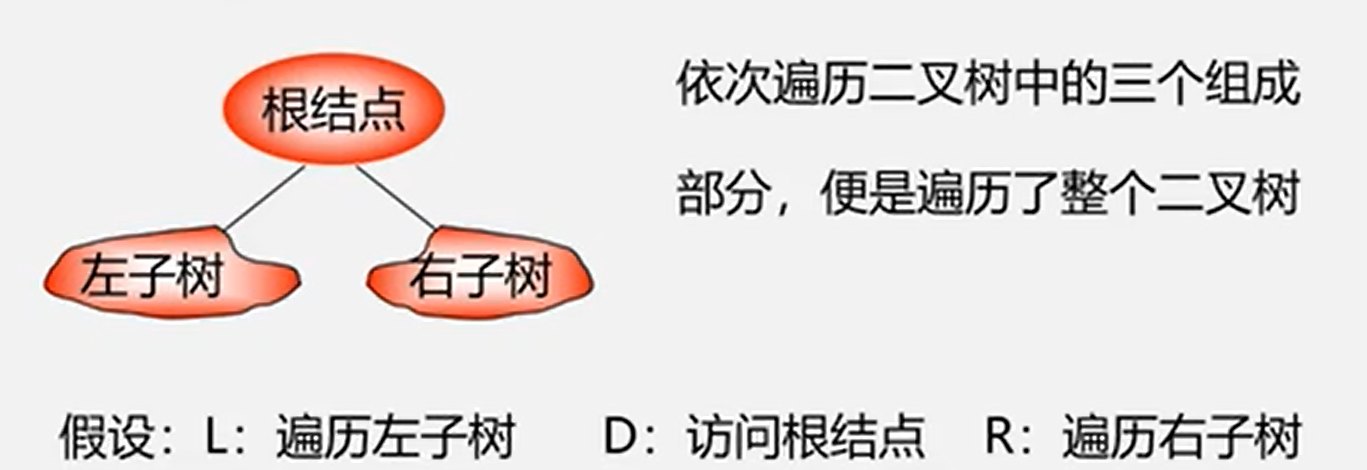 根结点
左子树
右子树
依次遍历二叉树中的三个组成
部分，便是遍历了整个二叉树
假设：L：遍历左子树 D：访问根结点 R：遍历右子树